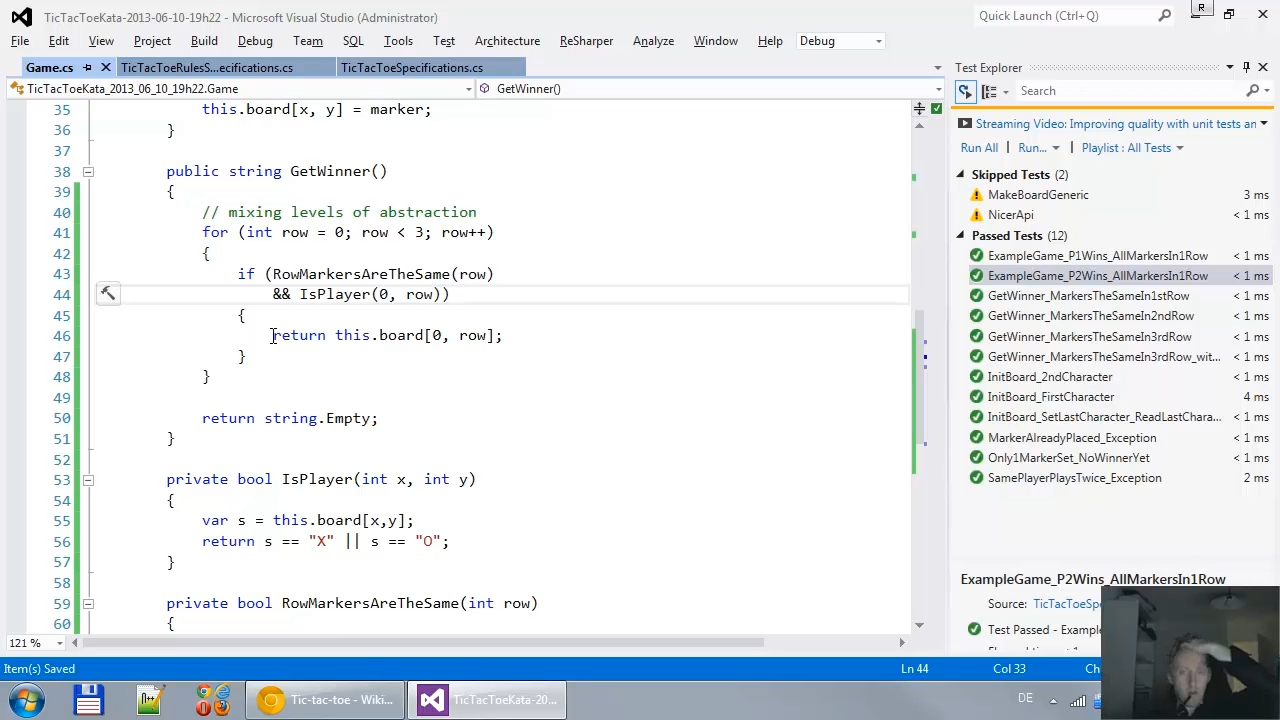 TicTacToeKata-2013-06-10-19h22 - Microsoft Visual Studio (Administrator)
Quick Launch (Ctrl+Q)
R
File Edit View Project Build Debug Team SQL Tools Test Architecture ReSharper Analyze Window Help Debug
Game.cs TicTacToeRulesS...ecifications.cs TicTacToeSpecifications.cs
TicTacToeKata_2013_06_10_19h22.Game GetWinner()
35 this.board[x, y] = marker;
36 }
37
38 public string GetWinner()
39 {
40 // mixing levels of abstraction
41 for (int row = 0; row < 3; row++)
42 {
43 if (RowMarkersAreTheSame(row)
44 && IsPlayer(0, row))
45 {
46 return this.board[0, row];
47 }
48 }
49
50 return string.Empty;
51 }
52
53 private bool IsPlayer(int x, int y)
54 {
55 var s = this.board[x,y];
56 return s == "X" || s == "O";
57 }
58
59 private bool RowMarkersAreTheSame(int row)
60 {
121 %
Test Explorer
Search
Streaming Video: Improving quality with unit tests an
Run All | Run... | Playlist : All Tests
Skipped Tests (2)
MakeBoardGeneric 3 ms
NicerApi < 1 ms
Passed Tests (12)
ExampleGame_P1Wins_AllMarkersIn1Row < 1 ms
ExampleGame_P2Wins_AllMarkersIn1Row < 1 ms
GetWinner_MarkersTheSameIn1stRow < 1 ms
GetWinner_MarkersTheSameIn2ndRow < 1 ms
GetWinner_MarkersTheSameIn3rdRow < 1 ms
GetWinner_MarkersTheSameIn3rdRow_wit... < 1 ms
InitBoard_2ndCharacter < 1 ms
InitBoard_FirstCharacter 4 ms
InitBoard_SetLastCharacter_ReadLastChara... < 1 ms
MarkerAlreadyPlaced_Exception < 1 ms
Only1MarkerSet_NoWinnerYet < 1 ms
SamePlayerPlaysTwice_Exception 2 ms
ExampleGame_P2Wins_AllMarkersIn1Row
Source: TicTacToeSpe
Test Passed - Example
Item(s) Saved Ln 44 Col 33 Ch
Tic-tac-toe - Wiki... TicTacToeKata-20... DE